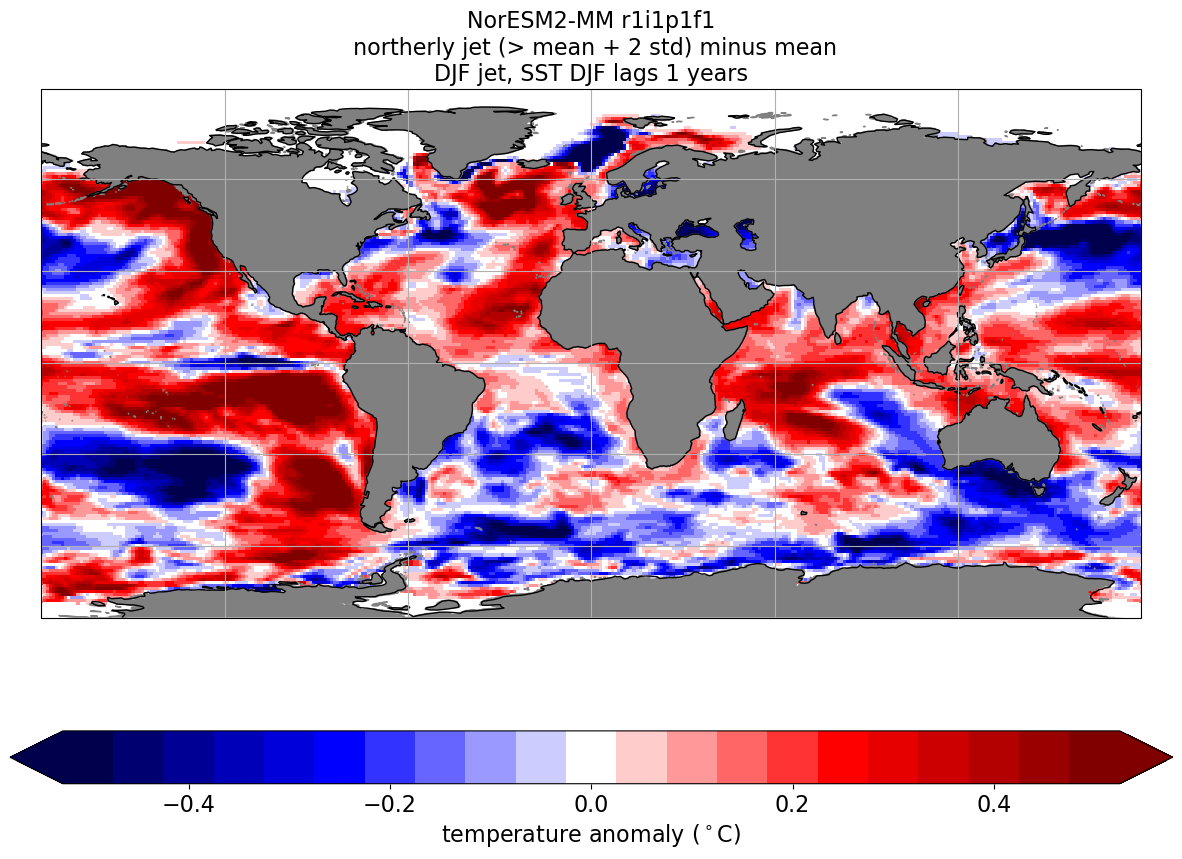 NorESM2-MM r1i1p1f1
northerly jet (> mean + 2 std) minus mean
DJF jet, SST DJF lags 1 years
−0.4 −0.2 0.0 0.2 0.4
temperature anomaly (°C)